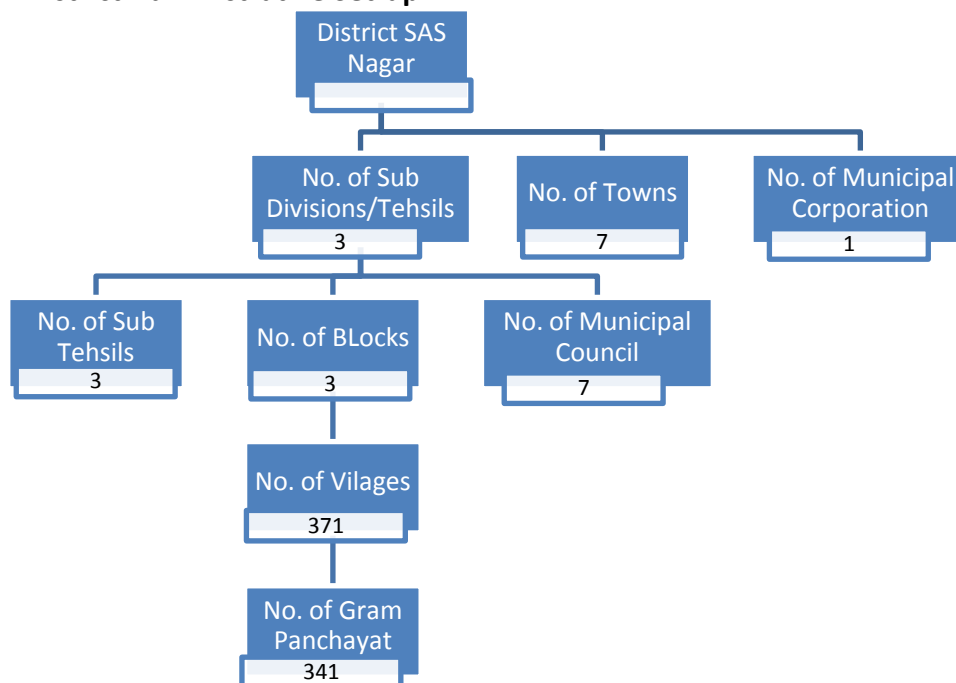 District SAS
Nagar
No. of Sub
Divisions/Tehsils
3
No. of Towns
7
No. of Municipal
Corporation
1
No. of Sub
Tehsils
3
No. of BLocks
3
No. of Municipal
Council
7
No. of Vilages
371
No. of Gram
Panchayat
341